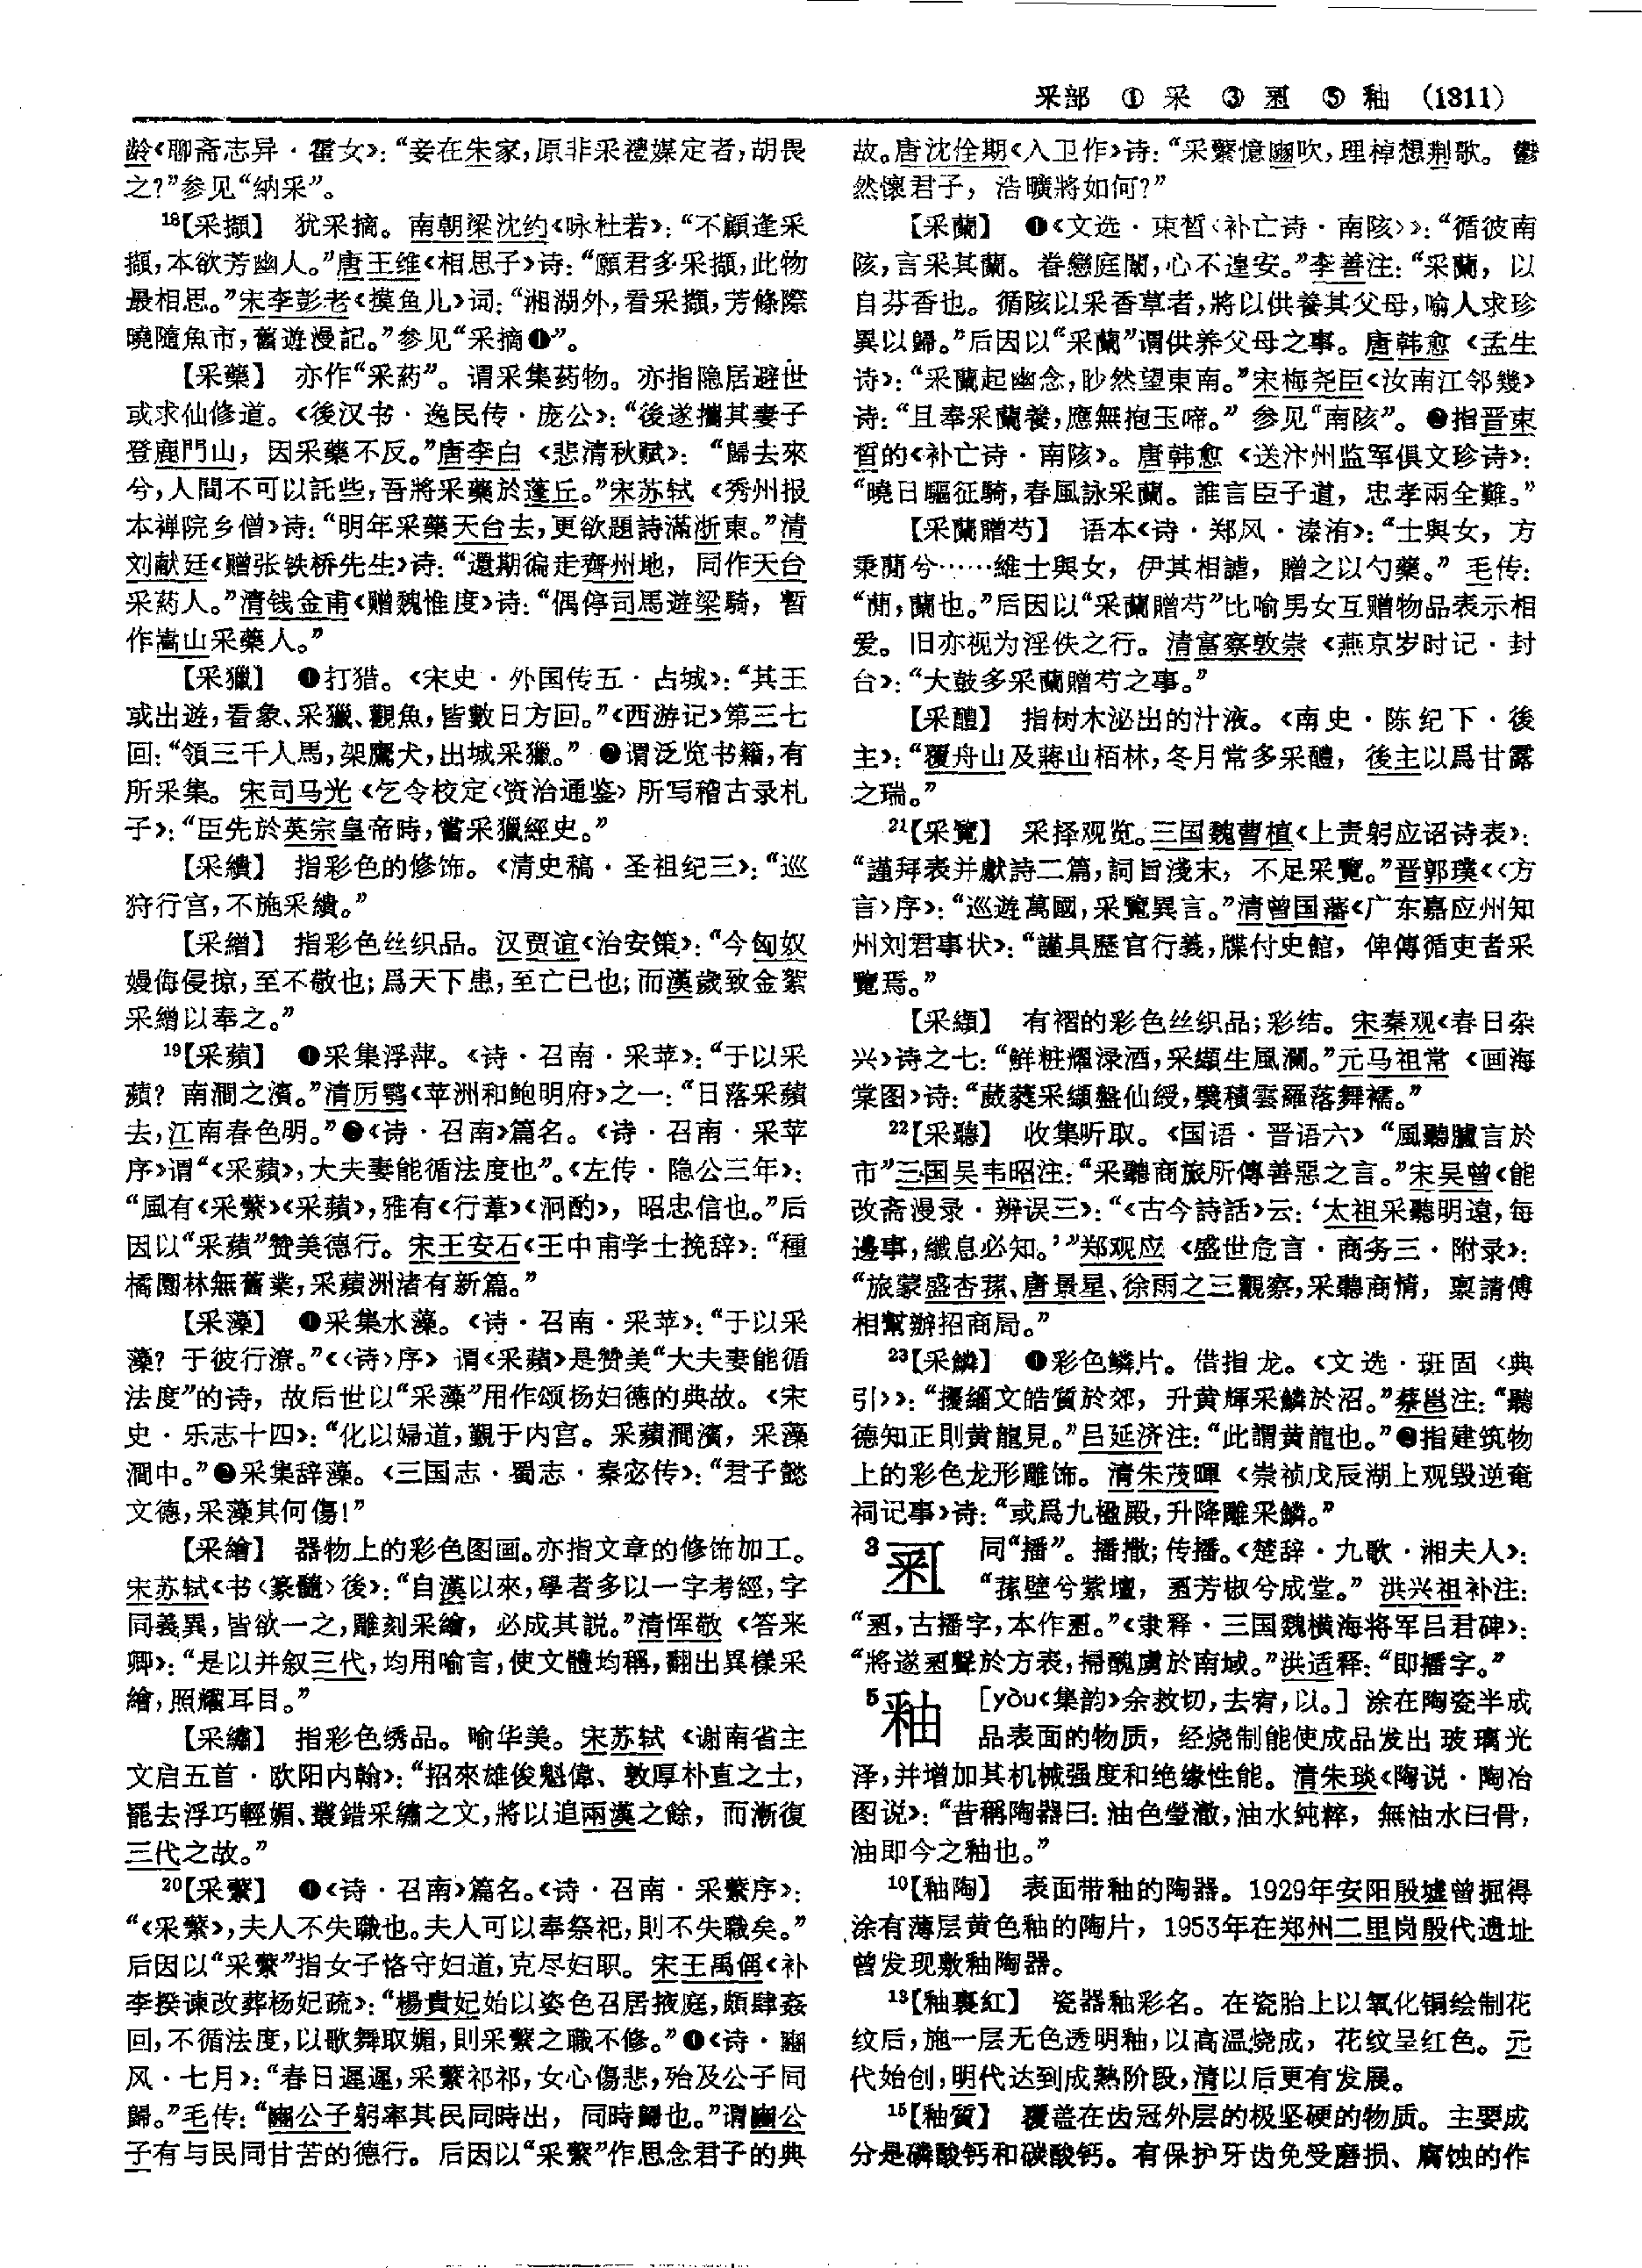 采部 ①采 ③𥸬 ⑤釉 (1311)
龄《聊斋志异·霍女》：“妾在朱家，原非采禮媒定者，胡畏
之？”参见“纳采”。
18【采擷】 犹采摘。南朝梁沈约《咏杜若》：“不顧逢采
擷，本欲芳幽人。”唐王维《相思子》诗：“願君多采擷，此物
最相思。”宋李彭老《摸鱼儿》词：“湘湖外，看采擷，芳條際
曉隨魚市，舊遊漫記。”参见“采摘❶”。
【采藥】 亦作“采葯”。谓采集药物。亦指隐居避世
或求仙修道。《後汉书·逸民传·庞公》：“後遂攜其妻子
登鹿門山，因采藥不反。”唐李白《悲清秋赋》：“歸去來
兮，人間不可以託些，吾將采藥於蓬丘。”宋苏轼《秀州报
本禅院乡僧》诗：“明年采藥天台去，更欲題詩滿浙東。”清
刘献廷《赠张铁桥先生》诗：“還期徧走齊州地，同作天台
采葯人。”清钱金甫《赠魏惟度》诗：“偶停司馬遊梁騎，暫
作嵩山采藥人。”
【采獵】 ❶打猎。《宋史·外国传五·占城》：“其王
或出遊，看象、采獵、觀魚，皆數日方回。”《西游记》第三七
回：“領三千人馬，架鷹犬，出城采獵。”❷谓泛览书籍，有
所采集。宋司马光《乞令校定〈资治通鉴〉所写稽古录札
子》：“臣先於英宗皇帝時，嘗采獵經史。”
【采繢】 指彩色的修饰。《清史稿·圣祖纪三》：“巡
狩行宫，不施采繢。”
【采繒】 指彩色丝织品。汉贾谊《治安策》：“今匈奴
嫚侮侵掠，至不敬也；爲天下患，至亡已也；而漢歲致金絮
采繒以奉之。”
19【采蘋】 ❶采集浮萍。《诗·召南·采苹》：“于以采
蘋？南澗之濱。”清厉鹗《苹洲和鲍明府》之一：“日落采蘋
去，江南春色明。”❷《诗·召南》篇名。《诗·召南·采苹
序》谓“《采蘋》，大夫妻能循法度也”。《左传·隐公三年》：
“風有《采蘩》《采蘋》，雅有《行葦》《泂酌》，昭忠信也。”后
因以“采蘋”赞美德行。宋王安石《王中甫学士挽辞》：“種
橘園林無舊業，采蘋洲渚有新篇。”
【采藻】 ❶采集水藻。《诗·召南·采苹》：“于以采
藻？于彼行潦。”《〈诗〉序》谓《采蘋》是赞美“大夫妻能循
法度”的诗，故后世以“采藻”用作颂扬妇德的典故。《宋
史·乐志十四》：“化以婦道，觀于内宫。采蘋澗濱，采藻
澗中。”❷采集辞藻。《三国志·蜀志·秦宓传》：“君子懿
文德，采藻其何傷！”
【采繪】 器物上的彩色图画。亦指文章的修饰加工。
宋苏轼《书〈篆髓〉後》：“自漢以來，學者多以一字考經，字
同義異，皆欲一之，雕刻采繪，必成其説。”清恽敬《答来
卿》：“是以并叙三代，均用喻言，使文體均稱，翻出異樣采
繪，照耀耳目。”
【采繡】 指彩色绣品。喻华美。宋苏轼《谢南省主
文启五首·欧阳内翰》：“招來雄俊魁偉、敦厚朴直之士，
罷去浮巧輕媚、叢錯采繡之文，將以追兩漢之餘，而漸復
三代之故。”
20【采蘩】 ❶《诗·召南》篇名。《诗·召南·采蘩序》：
“《采蘩》，夫人不失職也。夫人可以奉祭祀，則不失職矣。”
后因以“采蘩”指女子恪守妇道，克尽妇职。宋王禹偁《补
李揆谏改葬杨妃疏》：“楊貴妃始以姿色召居掖庭，頗肆姦
回，不循法度，以歌舞取媚，則采蘩之職不修。”❶《诗·豳
风·七月》：“春日遲遲，采蘩祁祁，女心傷悲，殆及公子同
歸。”毛传：“豳公子躬率其民同時出，同時歸也。”谓豳公
子有与民同甘苦的德行。后因以“采蘩”作思念君子的典
故。唐沈佺期《入卫作》诗：“采蘩憶豳吹，理棹想荆歌。鬱
然懷君子，浩曠將如何？”
【采蘭】 ❶《文选·束晳〈补亡诗·南陔〉》：“循彼南
陔，言采其蘭。眷戀庭闈，心不遑安。”李善注：“采蘭，以
自芬香也。循陔以采香草者，將以供養其父母，喻人求珍
異以歸。”后因以“采蘭”谓供养父母之事。唐韩愈《孟生
诗》：“采蘭起幽念，眇然望東南。”宋梅尧臣《汝南江邻幾》
诗：“且奉采蘭養，應無抱玉啼。”参见“南陔”。❷指晋束
晳的《补亡诗·南陔》。唐韩愈《送汴州监军俱文珍诗》：
“曉日驅征騎，春風詠采蘭。誰言臣子道，忠孝兩全難。”
【采蘭贈芍】 语本《诗·郑风·溱洧》：“士與女，方
秉蕑兮……維士與女，伊其相謔，贈之以勺藥。”毛传：
“蕑，蘭也。”后因以“采蘭贈芍”比喻男女互赠物品表示相
爱。旧亦视为淫佚之行。清富察敦崇《燕京岁时记·封
台》：“大鼓多采蘭贈芍之事。”
【采醴】 指树木泌出的汁液。《南史·陈纪下·後
主》：“覆舟山及蔣山栢林，冬月常多采醴，後主以爲甘露
之瑞。”
21【采覽】 采择观览。三国魏曹植《上责躬应诏诗表》：
“謹拜表并獻詩二篇，詞旨淺末，不足采覽。”晋郭璞《〈方
言〉序》：“巡遊萬國，采覽異言。”清曾国藩《广东嘉应州知
州刘君事状》：“謹具歷官行義，牒付史館，俾傳循吏者采
覽焉。”
【采纈】 有褶的彩色丝织品；彩结。宋秦观《春日杂
兴》诗之七：“鮮粧耀渌酒，采纈生風瀾。”元马祖常《画海
棠图》诗：“葳蕤采纈盤仙綬，襞積雲羅落舞襦。”
22【采聽】 收集听取。《国语·晋语六》“風聽臚言於
市”三国吴韦昭注：“采聽商旅所傳善惡之言。”宋吴曾《能
改斋漫录·辨误三》：“《古今詩話》云：‘太祖采聽明遠，每
邊事，纖息必知。’”郑观应《盛世危言·商务三·附录》：
“旅蒙盛杏蓀、唐景星、徐雨之三觀察，采聽商情，禀請傅
相幫辦招商局。”
23【采鱗】 ❶彩色鳞片。借指龙。《文选·班固〈典
引〉》：“擾緇文皓質於郊，升黄輝采鱗於沼。”蔡邕注：“聽
德知正則黄龍見。”吕延济注：“此謂黄龍也。”❷指建筑物
上的彩色龙形雕饰。清朱茂曙《崇祯戊辰湖上观毁逆奄
祠记事》诗：“或爲九楹殿，升降雕采鱗。”
3 同“播”。播撒；传播。《楚辞·九歌·湘夫人》：
“蓀壁兮紫壇，芳椒兮成堂。”洪兴祖补注：
“古播字，本作。”《隶释·三国魏横海将军吕君碑》：
“將遂聲於方表，掃醜虜於南域。”洪适释：“即播字。”
5釉 [yòu《集韵》余救切，去宥，以。] 涂在陶瓷半成
品表面的物质，经烧制能使成品发出玻璃光
泽，并增加其机械强度和绝缘性能。清朱琰《陶说·陶冶
图说》：“昔稱陶器曰：油色瑩澈，油水純粹，無油水曰骨，
油即今之釉也。”
10【釉陶】 表面带釉的陶器。1929年安阳殷墟曾掘得
涂有薄层黄色釉的陶片，1953年在郑州二里岗殷代遗址
曾发现敷釉陶器。
13【釉裏紅】 瓷器釉彩名。在瓷胎上以氧化铜绘制花
纹后，施一层无色透明釉，以高温烧成，花纹呈红色。元
代始创，明代达到成熟阶段，清以后更有发展。
15【釉質】 覆盖在齿冠外层的极坚硬的物质。主要成
分是磷酸钙和碳酸钙。有保护牙齿免受磨损、腐蚀的作